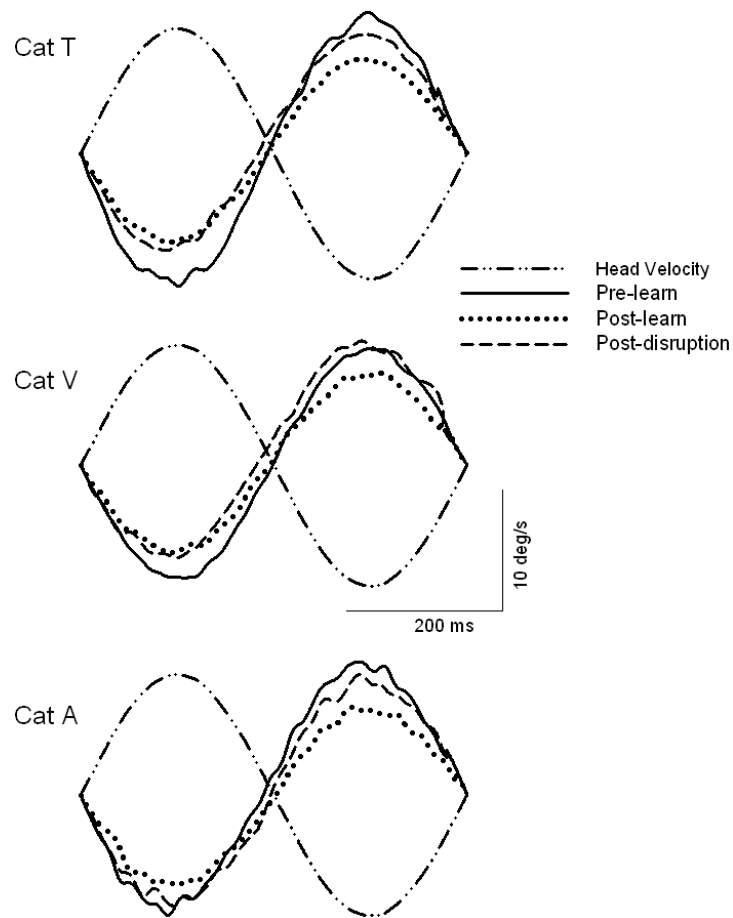 Cat T
Head Velocity
Pre-learn
Post-learn
Post-disruption
Cat V
10 deg/s
200 ms
Cat A